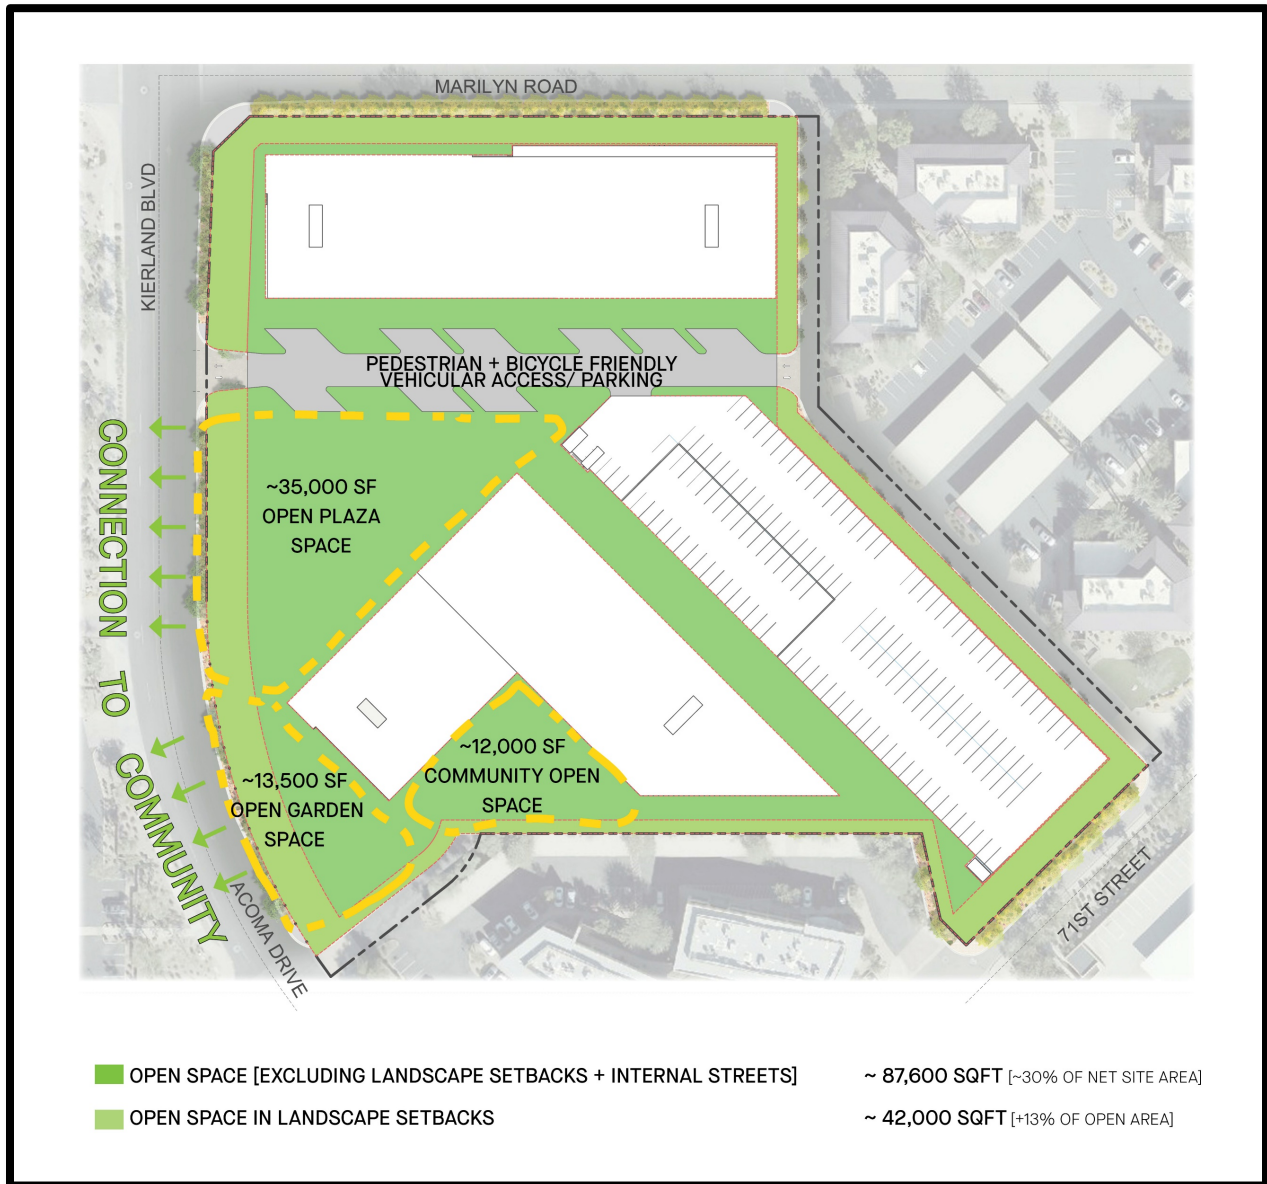 MARILYN ROAD
KIERLAND BLVD
PEDESTRIAN + BICYCLE FRIENDLY
VEHICULAR ACCESS/ PARKING
CONNECTION TO COMMUNITY
~35,000 SF
OPEN PLAZA
SPACE
~12,000 SF
COMMUNITY OPEN
SPACE
~13,500 SF
OPEN GARDEN
SPACE
ACOMA DRIVE
71ST STREET
OPEN SPACE [EXCLUDING LANDSCAPE SETBACKS + INTERNAL STREETS] ~ 87,600 SQFT [~30% OF NET SITE AREA]
OPEN SPACE IN LANDSCAPE SETBACKS ~ 42,000 SQFT [+13% OF OPEN AREA]